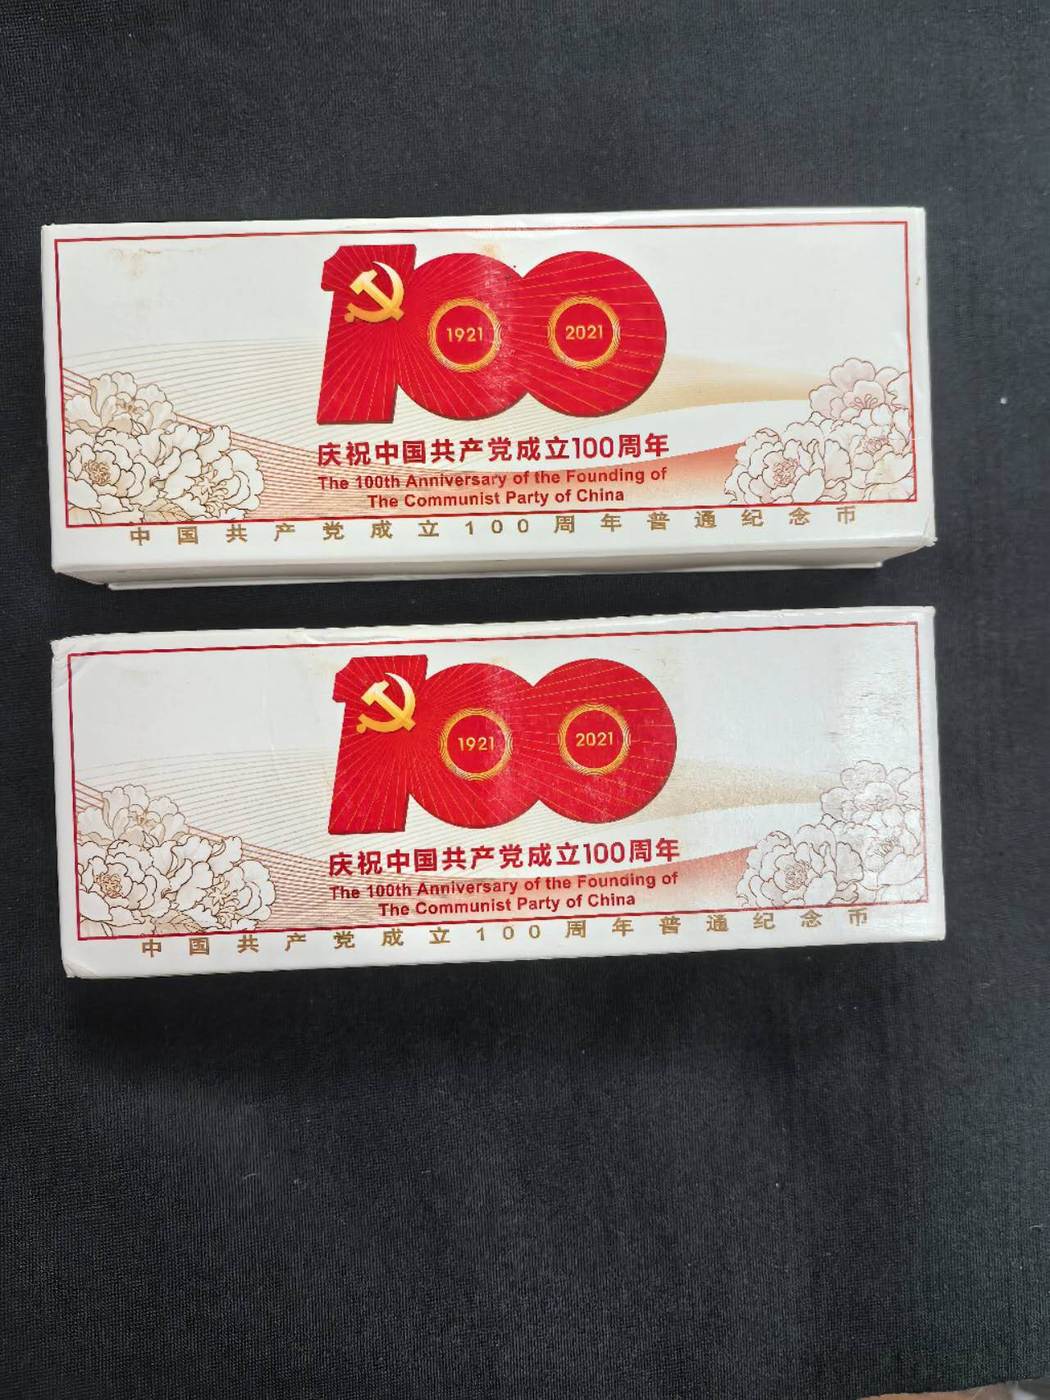 100
1921
2021
庆祝中国共产党成立100周年
The 100th Anniversary of the Founding of
The Communist Party of China
中国共产党成立100周年普通纪念币
100
1921
2021
庆祝中国共产党成立100周年
The 100th Anniversary of the Founding of
The Communist Party of China
中国共产党成立100周年普通纪念币